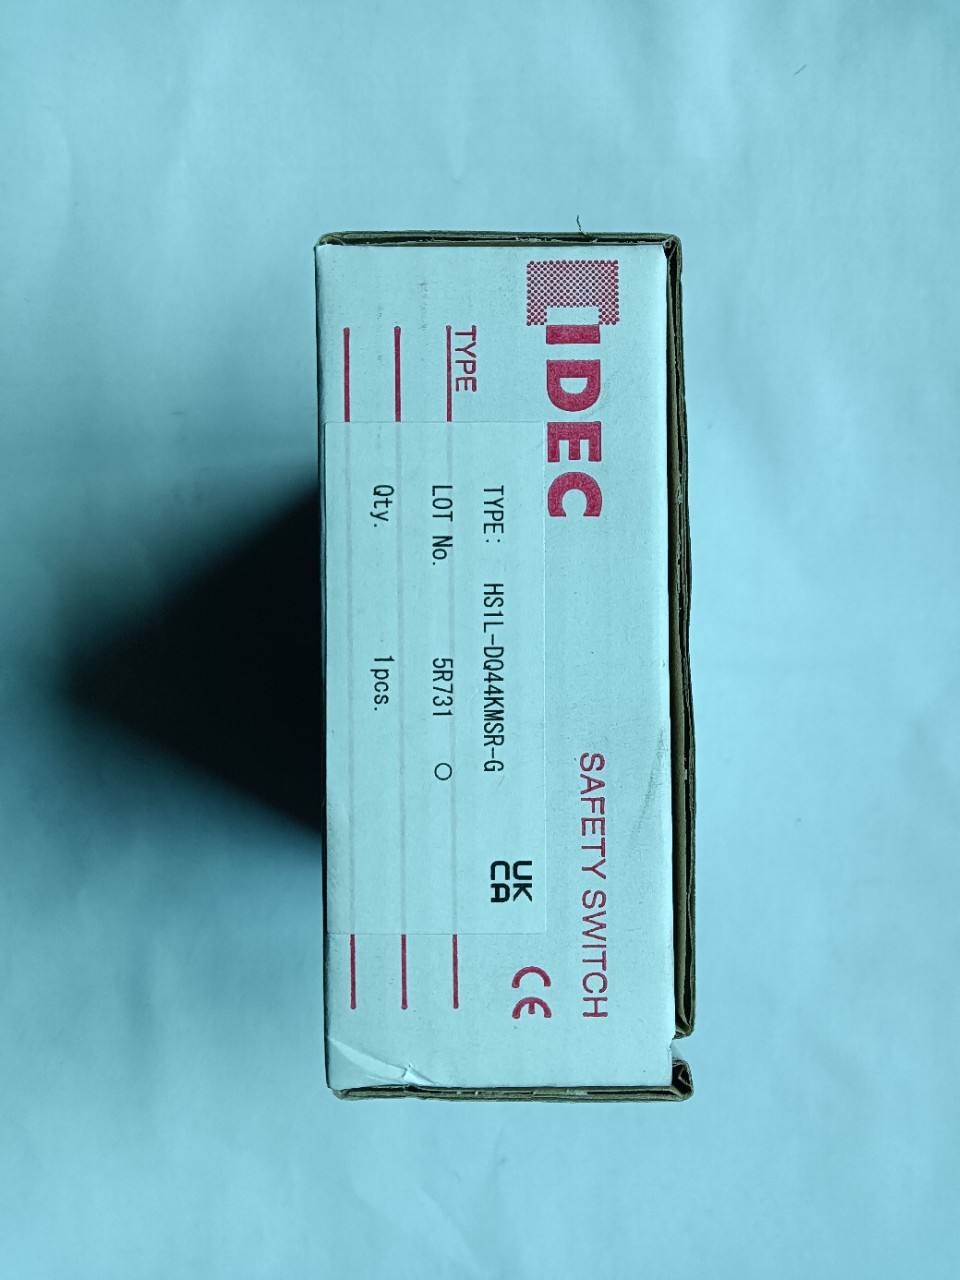 IDEC
SAFETY SWITCH
TYPE
CE
UK
CA
TYPE: HS1L-DQ44KMSR-G
LOT No. 5R731 ○
Qty. 1pcs.